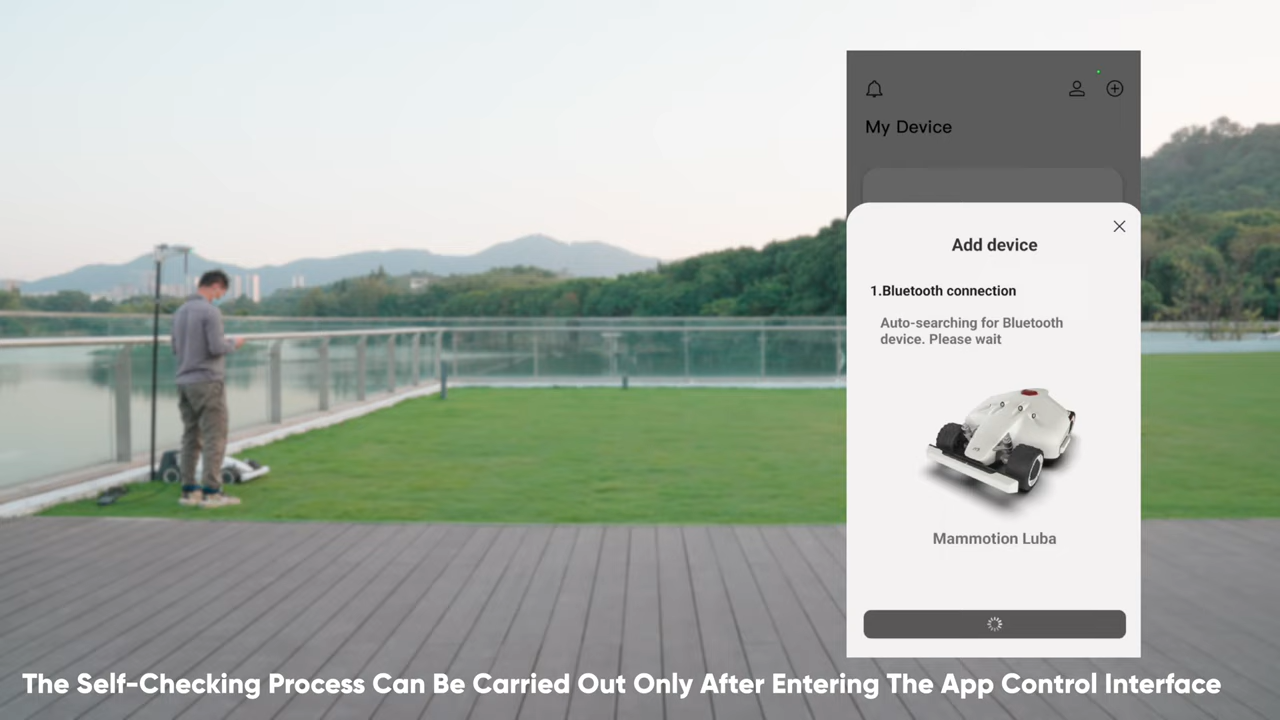 My Device
Add device
1.Bluetooth connection
Auto-searching for Bluetooth
device. Please wait
Mammotion Luba
The Self-Checking Process Can Be Carried Out Only After Entering The App Control Interface